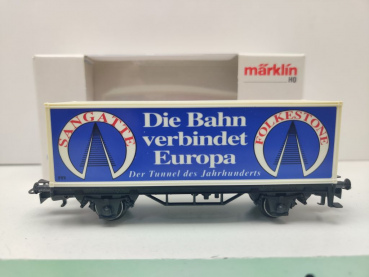 märklin
H0
SANGATTE
Die Bahn
verbindet
Europa
Der Tunnel des Jahrhunderts
FOLKESTONE